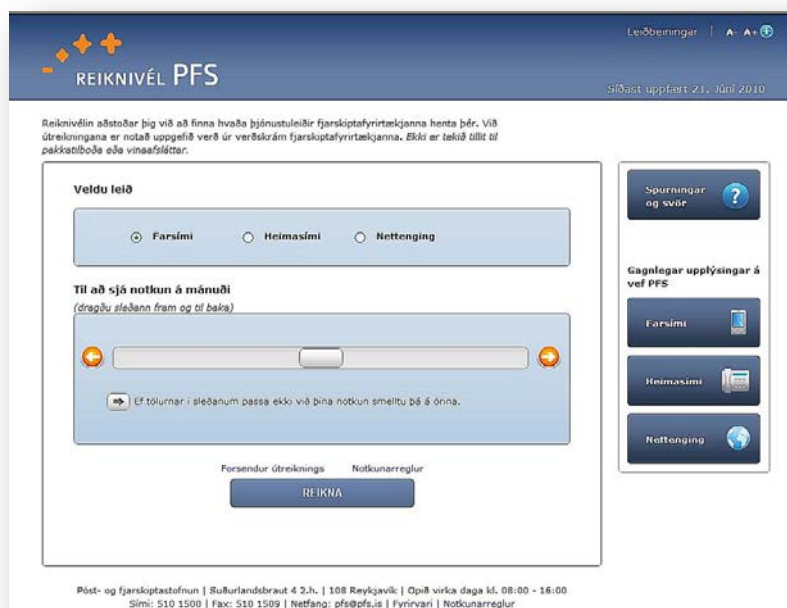 Leiðbeiningar | A- A+
REIKNIVÉL PFS
Síðast uppfært 21. Júní 2010
Reiknivélin aðstoðar þig við að finna hvaða þjónustuleiðir fjarskiptafyrirtækjanna henta þér. Við
útreikningana er notað uppgefið verð úr verðskrám fjarskiptafyrirtækjanna. Ekki er tekið tillit til
pakkatilboða eða vinaafsláttar.
Veldu leið
Farsími Heimasími Nettenging
Til að sjá notkun á mánuði
(dragðu sleðann fram og til baka)
Ef tölurnar í sleðanum passa ekki við þína notkun smelltu þá á örina.
Forsendur útreiknings Notkunarreglur
REIKNA
Spurningar
og svör
?
Gagnlegar upplýsingar á
vef PFS
Farsími
Heimasími
Nettenging
Póst- og fjarskiptastofnun | Suðurlandsbraut 4 2.h. | 108 Reykjavík | Opið virka daga kl. 08:00 - 16:00
Sími: 510 1500 | Fax: 510 1509 | Netfang: pfs@pfs.is | Fyrirvari | Notkunarreglur